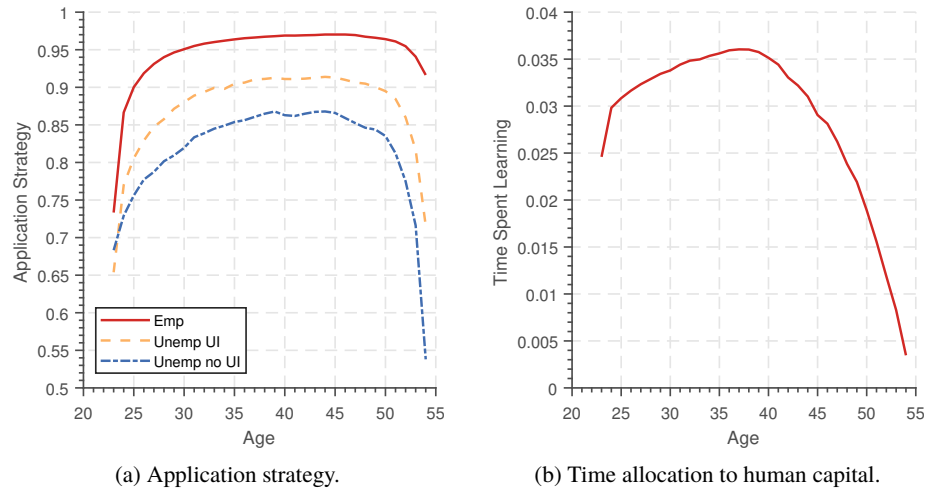 1
0.95
0.9
0.85
0.8
0.75
0.7
0.65
0.6
0.55
0.5
Application Strategy
Emp
Unemp UI
Unemp no UI
20 25 30 35 40 45 50 55
Age
(a) Application strategy.
0.04
0.035
0.03
0.025
0.02
0.015
0.01
0.005
0
Time Spent Learning
20 25 30 35 40 45 50 55
Age
(b) Time allocation to human capital.